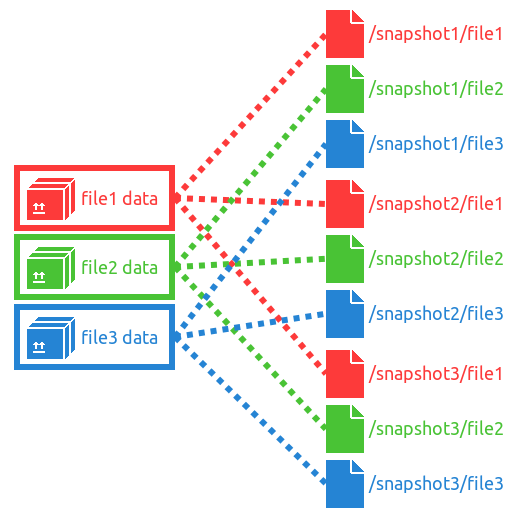 /snapshot1/file1
/snapshot1/file2
/snapshot1/file3
file1 data
/snapshot2/file1
file2 data
/snapshot2/file2
/snapshot2/file3
file3 data
/snapshot3/file1
/snapshot3/file2
/snapshot3/file3